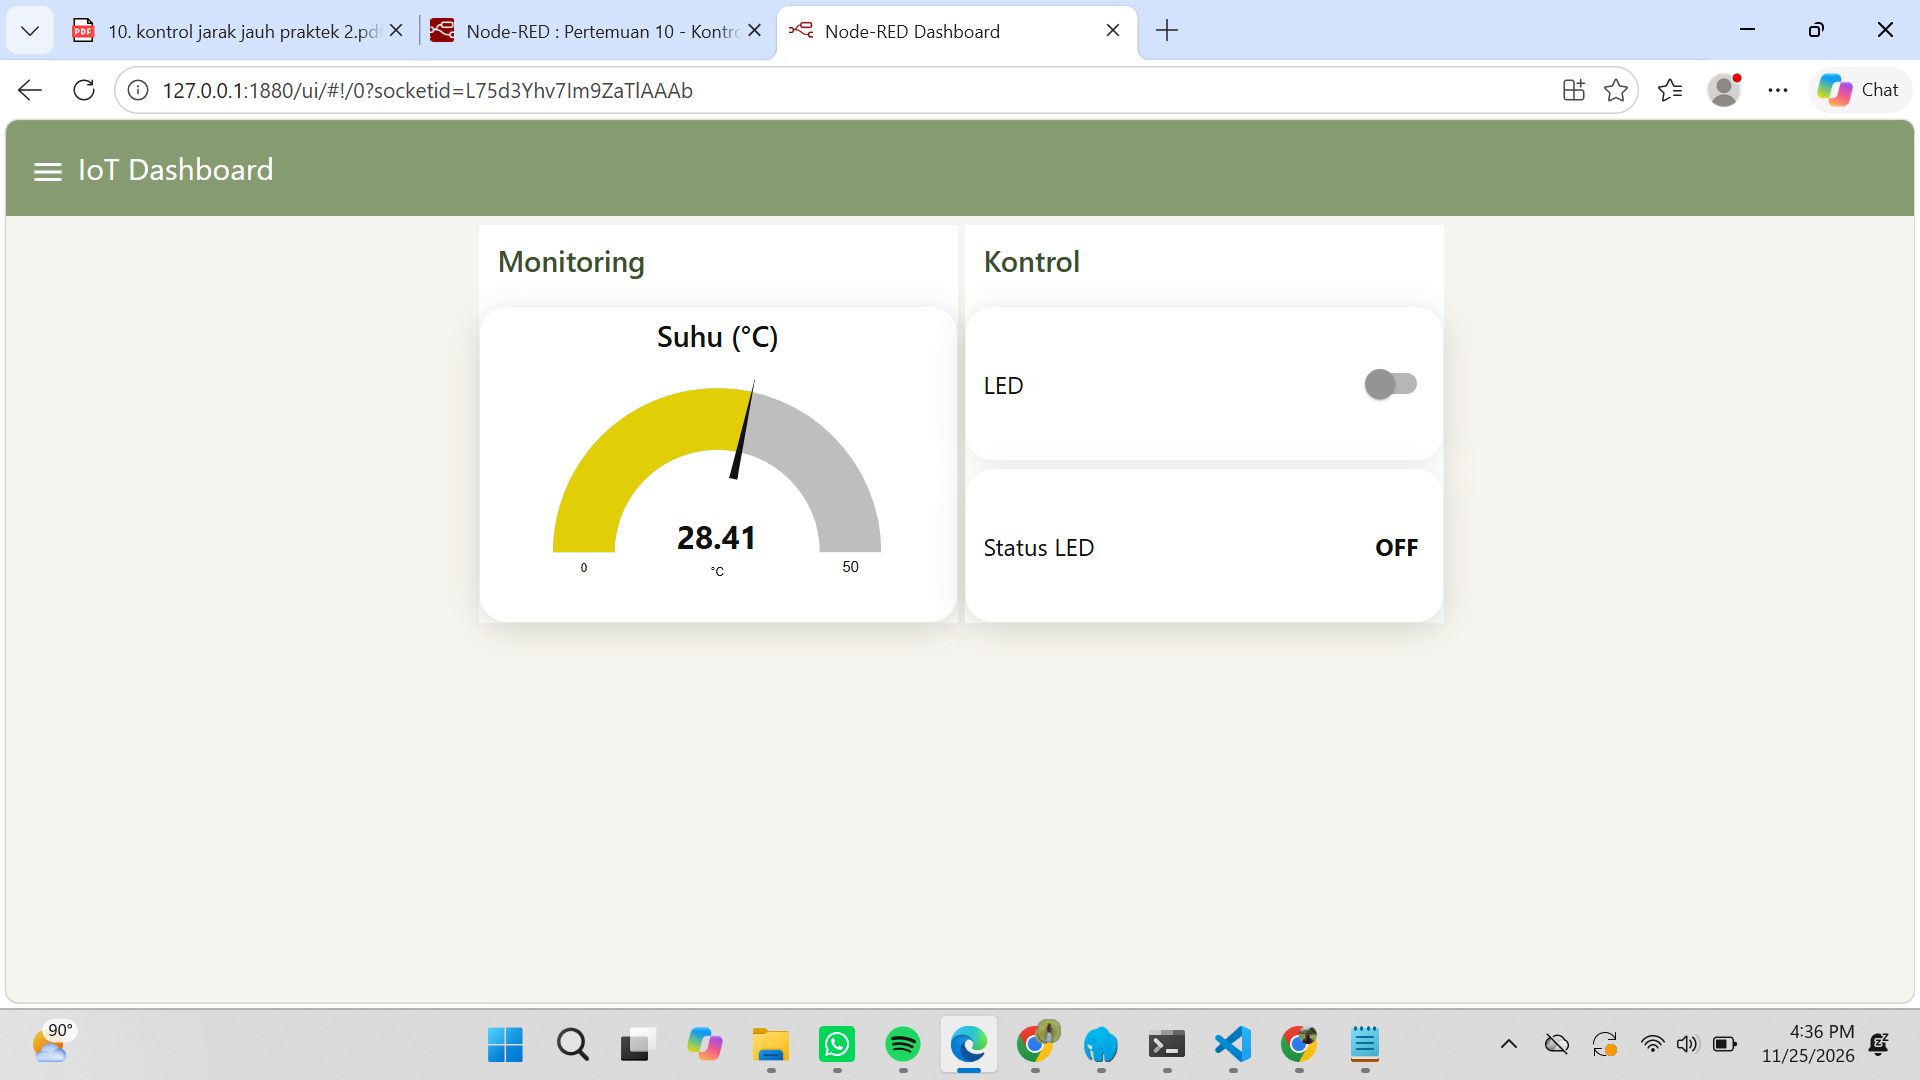 10. kontrol jarak jauh praktek 2.pdf
Node-RED : Pertemuan 10 - Kontro
Node-RED Dashboard
127.0.0.1:1880/ui/#!/0?socketid=L75d3Yhv7Im9ZaTlAAAb
Chat
IoT Dashboard
Monitoring
Suhu (°C)
28.41
0
°C
50
Kontrol
LED
Status LED
OFF
90°
4:36 PM
11/25/2026